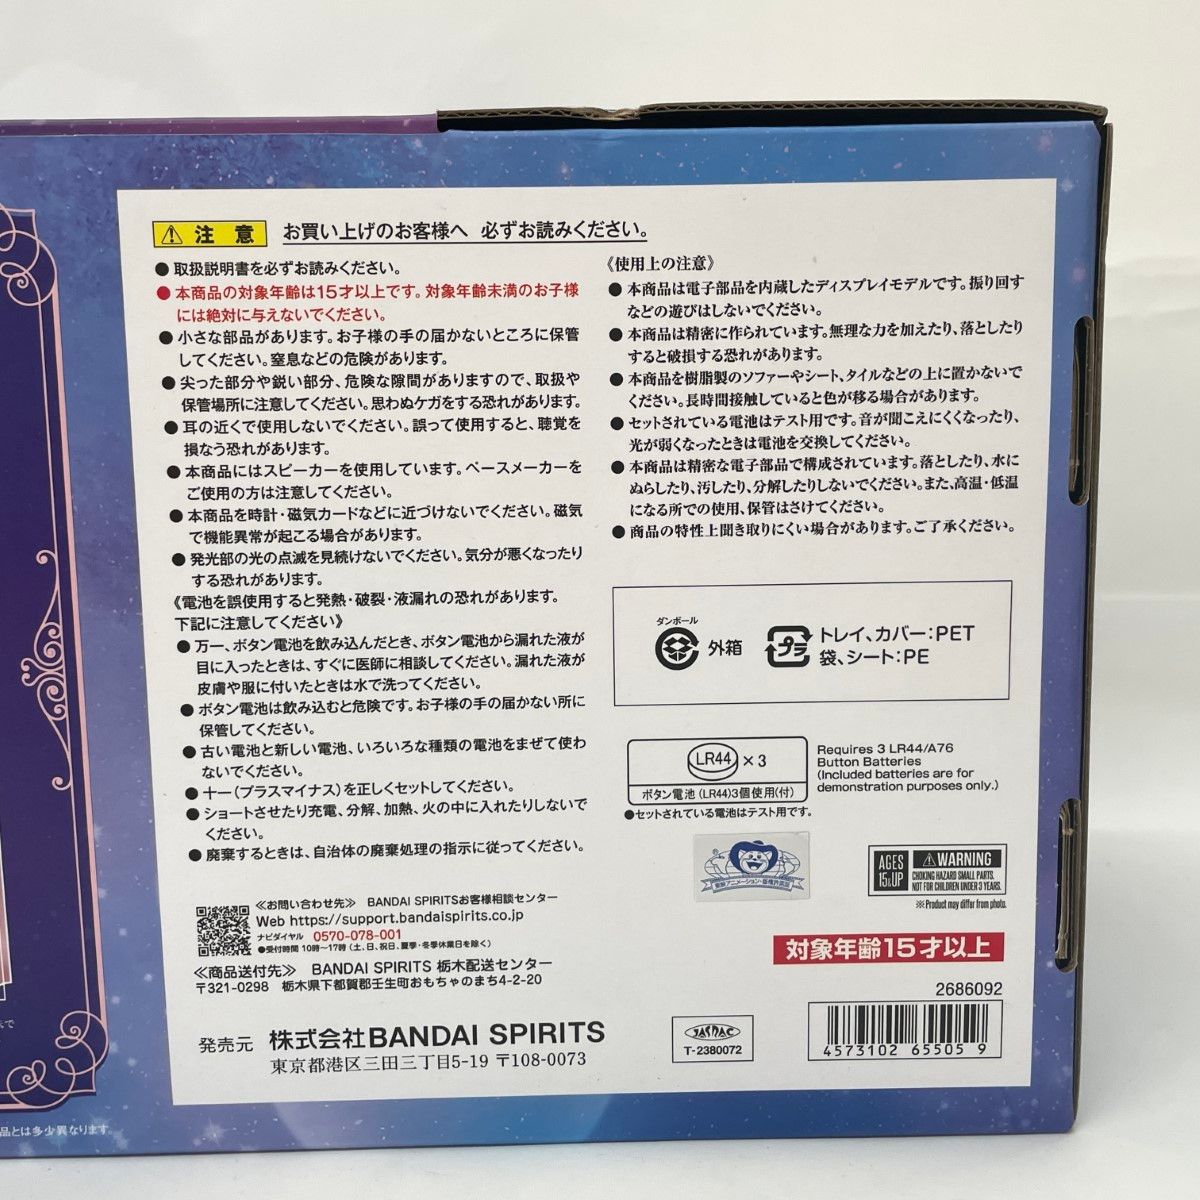 注意 お買い上げのお客様へ 必ずお読みください。
●取扱説明書を必ずお読みください。
●本商品の対象年齢は15才以上です。対象年齢未満のお子様
には絶対に与えないでください。
●小さな部品があります。お子様の手の届かないところに保管
してください。窒息などの危険があります。
●尖った部分や鋭い部分、危険な隙間がありますので、取扱や
保管場所に注意してください。思わぬケガをする恐れがあります。
●耳の近くで使用しないでください。誤って使用すると、聴覚を
損なう恐れがあります。
●本商品にはスピーカーを使用しています。ペースメーカーを
ご使用の方は注意してください。
●本商品を時計・磁気カードなどに近づけないでください。磁気
で機能異常が起こる場合があります。
●発光部の光の点滅を見続けないでください。気分が悪くなったり
する恐れがあります。
《電池を誤使用すると発熱・破裂・液漏れの恐れがあります。
下記に注意してください》
●万一、ボタン電池を飲み込んだとき、ボタン電池から漏れた液が
目に入ったときは、すぐに医師に相談してください。漏れた液が
皮膚や服に付いたときは水で洗ってください。
●ボタン電池は飲み込むと危険です。お子様の手の届かない所に
保管してください。
●古い電池と新しい電池、いろいろな種類の電池をまぜて使わ
ないでください。
●＋－(プラスマイナス)を正しくセットしてください。
●ショートさせたり充電、分解、加熱、火の中に入れたりしないで
ください。
●廃棄するときは、自治体の廃棄処理の指示に従ってください。
《使用上の注意》
●本商品は電子部品を内蔵したディスプレイモデルです。振り回す
などの遊びはしないでください。
●本商品は精密に作られています。無理な力を加えたり、落としたり
すると破損する恐れがあります。
●本商品を樹脂製のソファーやシート、タイルなどの上に置かないで
ください。長時間接触していると色が移る場合があります。
●セットされている電池はテスト用です。音が聞こえにくくなったり、
光が弱くなったときは電池を交換してください。
●本商品は精密な電子部品で構成されています。落としたり、水に
ぬらしたり、汚したり、分解したりしないでください。また、高温・低温
になる所での使用、保管はさけてください。
●商品の特性上聞き取りにくい場合があります。ご了承ください。
ダンボール
外箱
プラ
トレイ、カバー:PET
袋、シート:PE
LR44 ×3
ボタン電池(LR44)3個使用(付)
●セットされている電池はテスト用です。
Requires 3 LR44/A76
Button Batteries
(Included batteries are for
demonstration purposes only.)
東映アニメーション・版権許諾証
AGES
15&UP
WARNING
CHOKING HAZARD SMALL PARTS.
NOT FOR CHILDREN UNDER 3 YEARS.
※Product may differ from photo.
対象年齢15才以上
2686092
4573102 65505 9
JASRAC
T-2380072
≪お問い合わせ先≫ BANDAI SPIRITSお客様相談センター
Web https://support.bandaispirits.co.jp
ナビダイヤル 0570-078-001
●受付時間 10時～17時(土、日、祝日、夏季・冬季休業日を除く)
≪商品送付先≫ BANDAI SPIRITS 栃木配送センター
〒321-0298 栃木県下都賀郡壬生町おもちゃのまち4-2-20
発売元 株式会社BANDAI SPIRITS
東京都港区三田三丁目5-19 〒108-0073
品とは多少異なります。